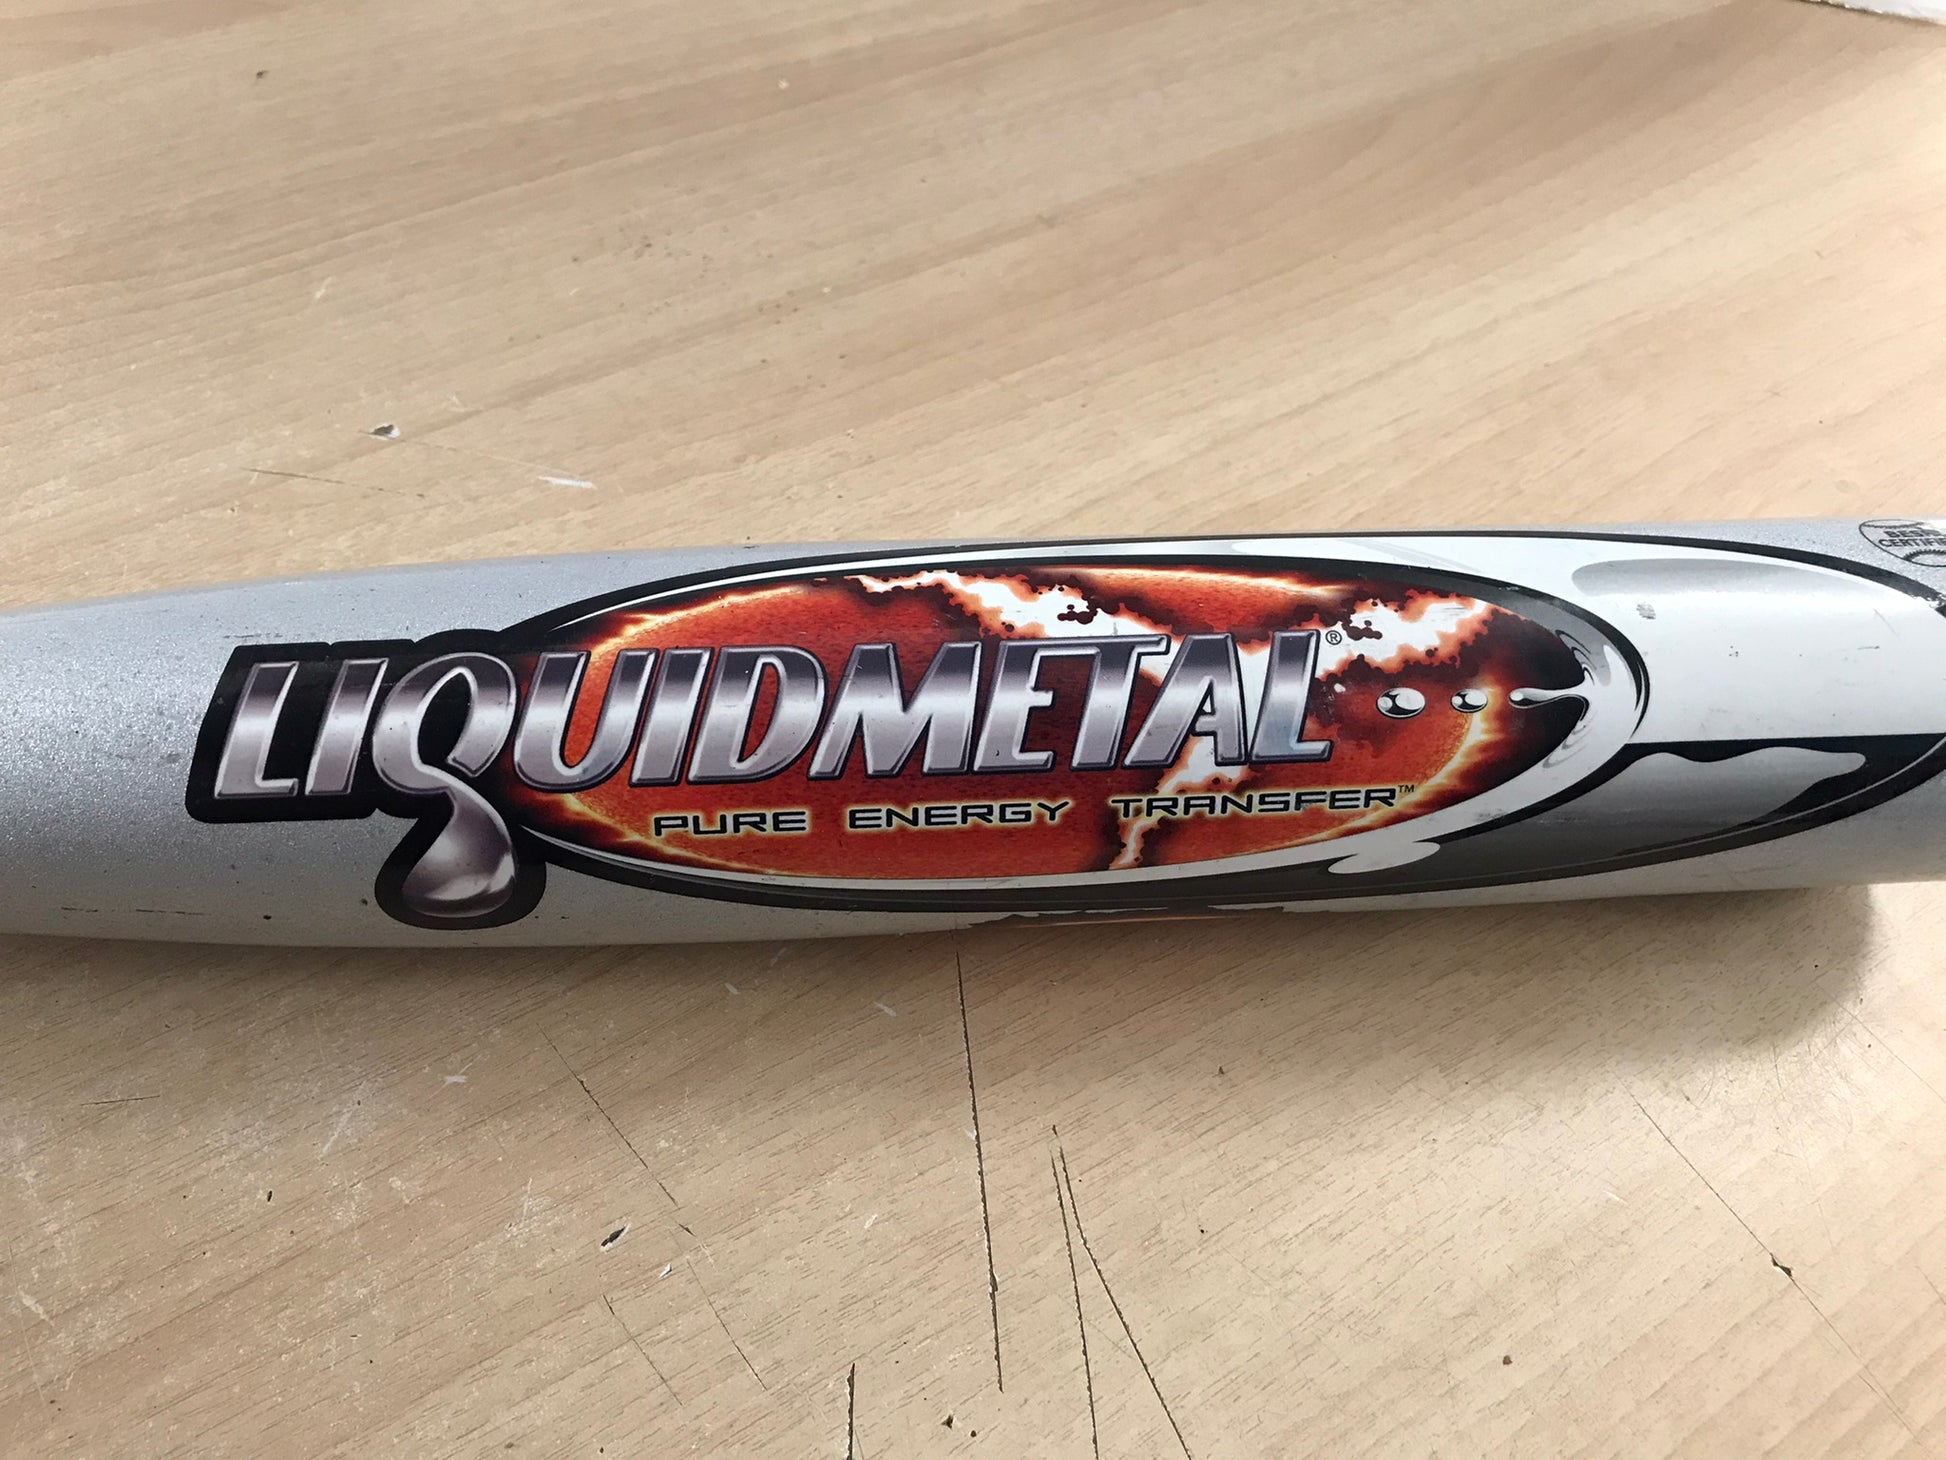 LIQUIDMETAL®
PURE ENERGY TRANSFER™